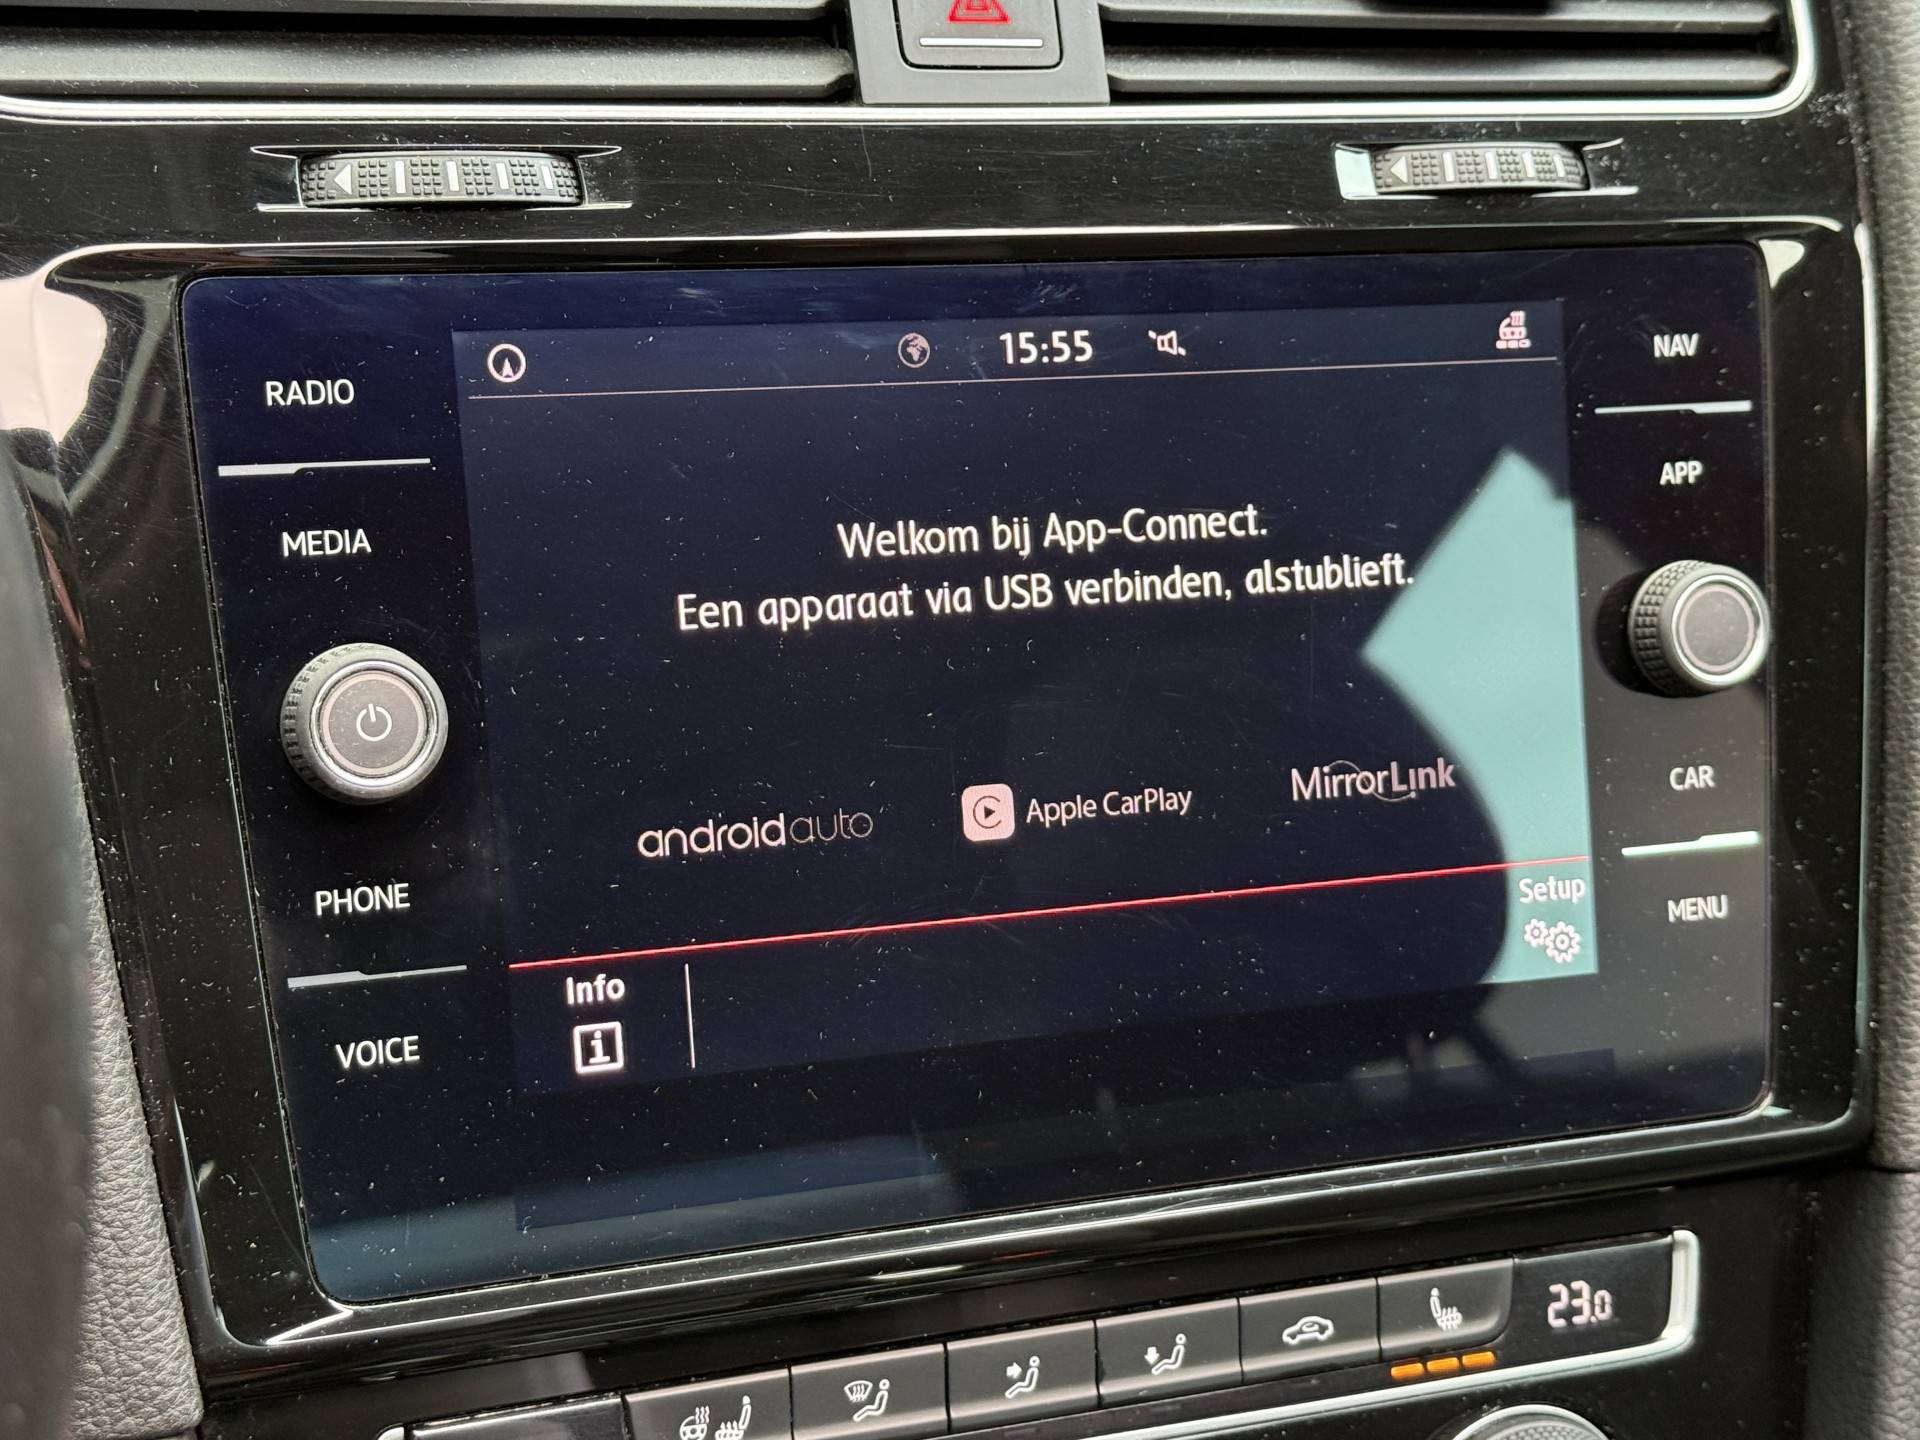 15:55
RADIO
MEDIA
PHONE
VOICE
Welkom bij App-Connect.
Een apparaat via USB verbinden, alstublieft.
androidauto
Apple CarPlay
MirrorLink
Info
i
Setup
NAV
APP
CAR
MENU
23.0